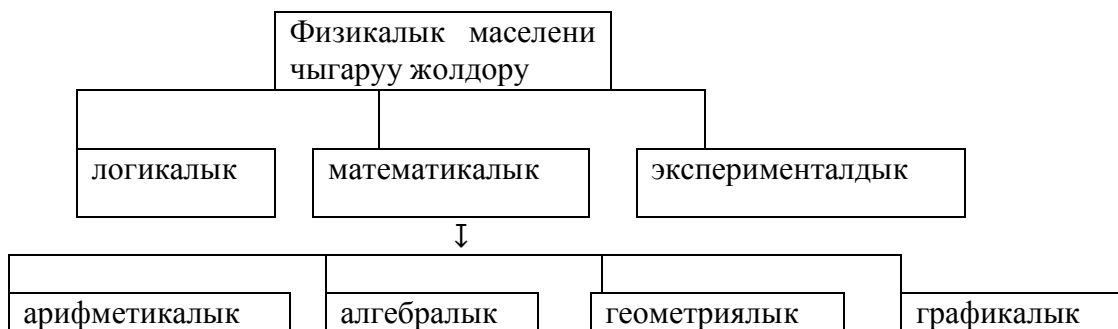 Физикалык маселени
чыгаруу жолдору
логикалык математикалык эксперименталдык
арифметикалык алгебралык геометриялык графикалык